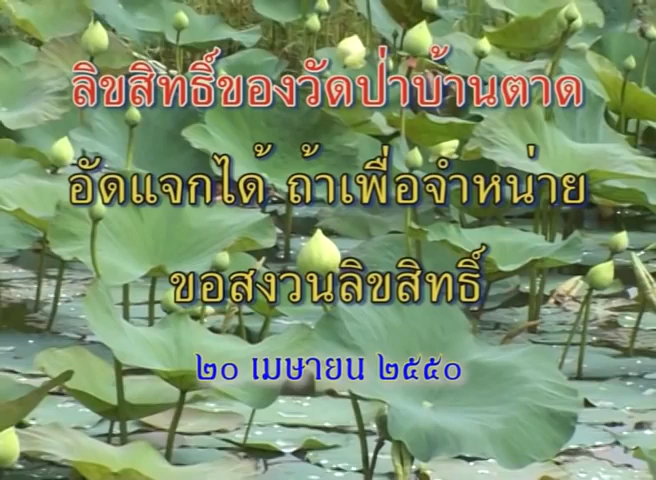 ลิขสิทธิ์ของวัดป่าบ้านตาด
อัดแจกได้ ถ้าเพื่อจำหน่าย
ขอสงวนลิขสิทธิ์
๒๐ เมษายน ๒๕๕๐